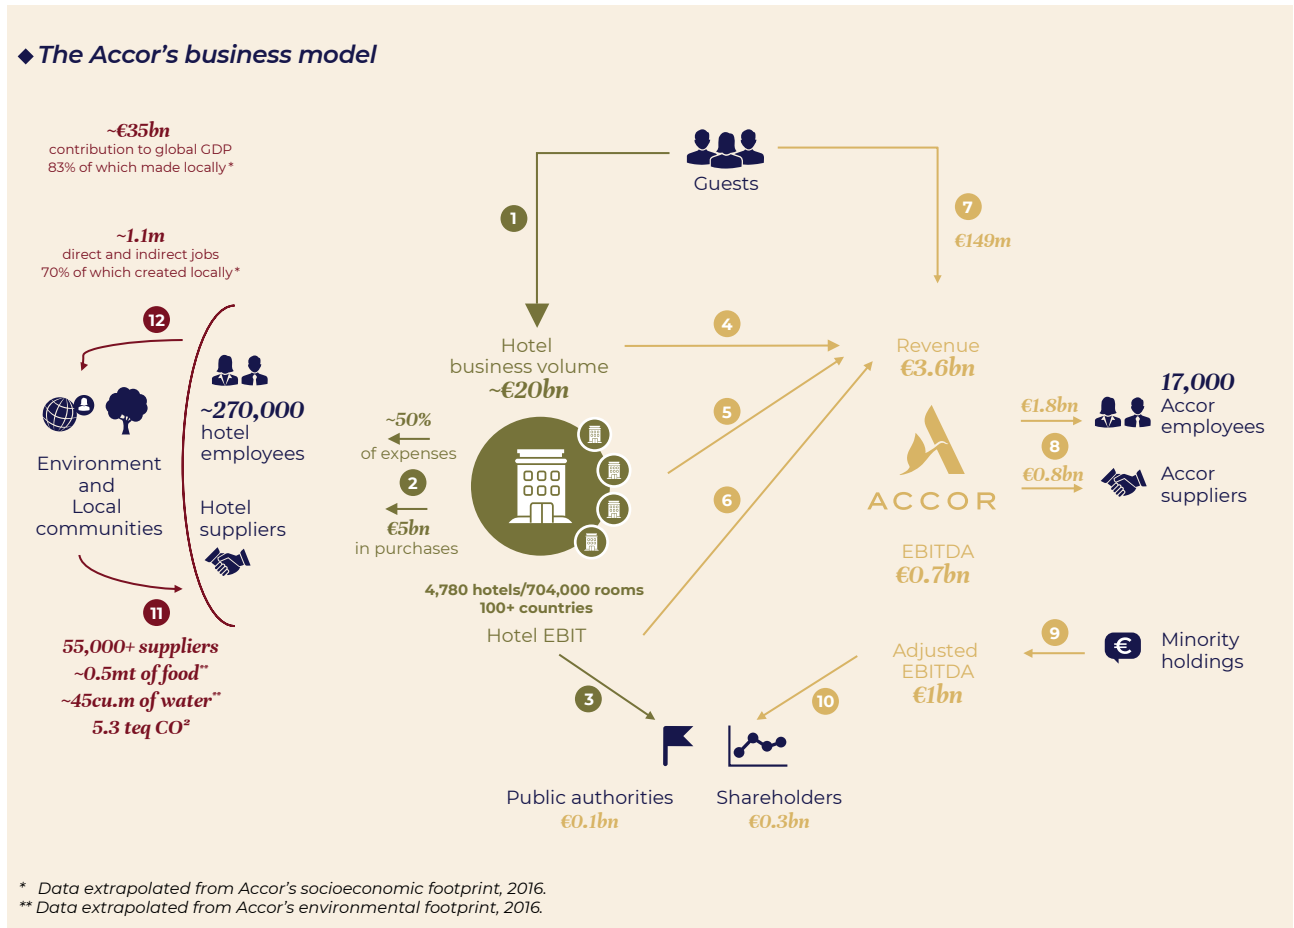 The Accor's business model
~€35bn
contribution to global GDP
83% of which made locally*
~1.1m
direct and indirect jobs
70% of which created locally*
12
~270,000
hotel
employees
Environment
and
Local
communities
Hotel
suppliers
11
55,000+ suppliers
~0.5mt of food**
~45cu.m of water**
5.3 teq CO²
Guests
1
7
€149m
Hotel
business volume
~€20bn
~50%
of expenses
2
€5bn
in purchases
4,780 hotels/704,000 rooms
100+ countries
Hotel EBIT
3
4
5
6
Revenue
€3.6bn
ACCOR
EBITDA
€0.7bn
€1.8bn
8
€0.8bn
17,000
Accor
employees
Accor
suppliers
Adjusted
EBITDA
€1bn
9
Minority
holdings
10
Public authorities
€0.1bn
Shareholders
€0.3bn
* Data extrapolated from Accor's socioeconomic footprint, 2016.
** Data extrapolated from Accor's environmental footprint, 2016.